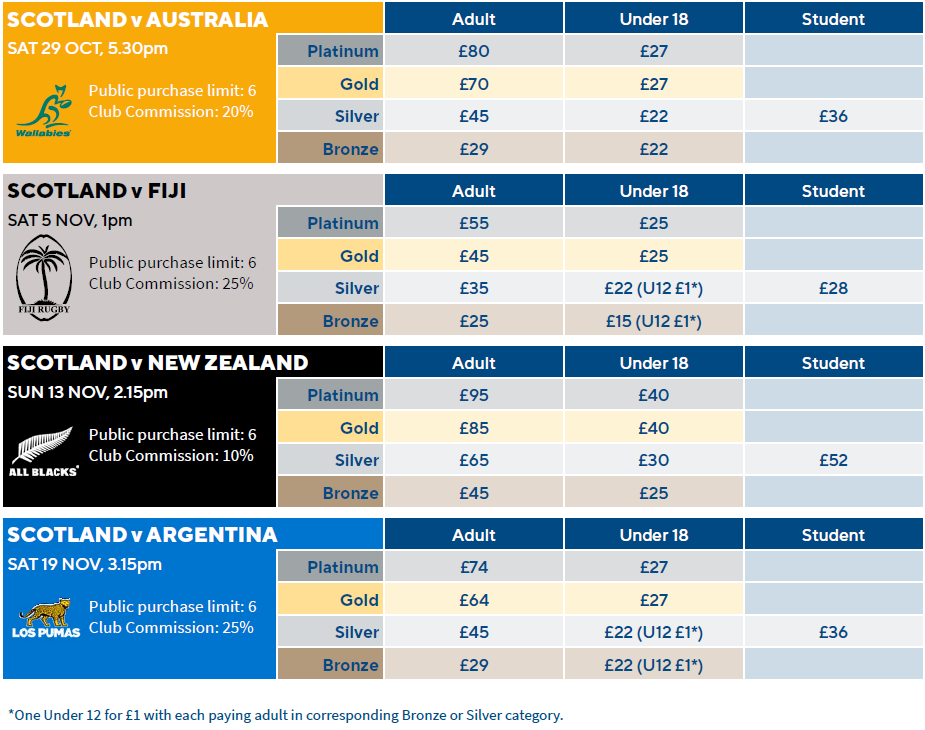 SCOTLAND v AUSTRALIA Adult Under 18 Student
SAT 29 OCT, 5.30pm Platinum £80 £27
Public purchase limit: 6 Gold £70 £27
Club Commission: 20% Silver £45 £22 £36
Wallabies
Bronze £29 £22
SCOTLAND v FIJI Adult Under 18 Student
SAT 5 NOV, 1pm Platinum £55 £25
Public purchase limit: 6 Gold £45 £25
Club Commission: 25% Silver £35 £22 (U12 £1*) £28
FIJI RUGBY
Bronze £25 £15 (U12 £1*)
SCOTLAND v NEW ZEALAND Adult Under 18 Student
SUN 13 NOV, 2.15pm Platinum £95 £40
Public purchase limit: 6 Gold £85 £40
Club Commission: 10% Silver £65 £30 £52
ALL BLACKS
Bronze £45 £25
SCOTLAND v ARGENTINA Adult Under 18 Student
SAT 19 NOV, 3.15pm Platinum £74 £27
Public purchase limit: 6 Gold £64 £27
Club Commission: 25% Silver £45 £22 (U12 £1*) £36
LOS PUMAS
Bronze £29 £22 (U12 £1*)
*One Under 12 for £1 with each paying adult in corresponding Bronze or Silver category.